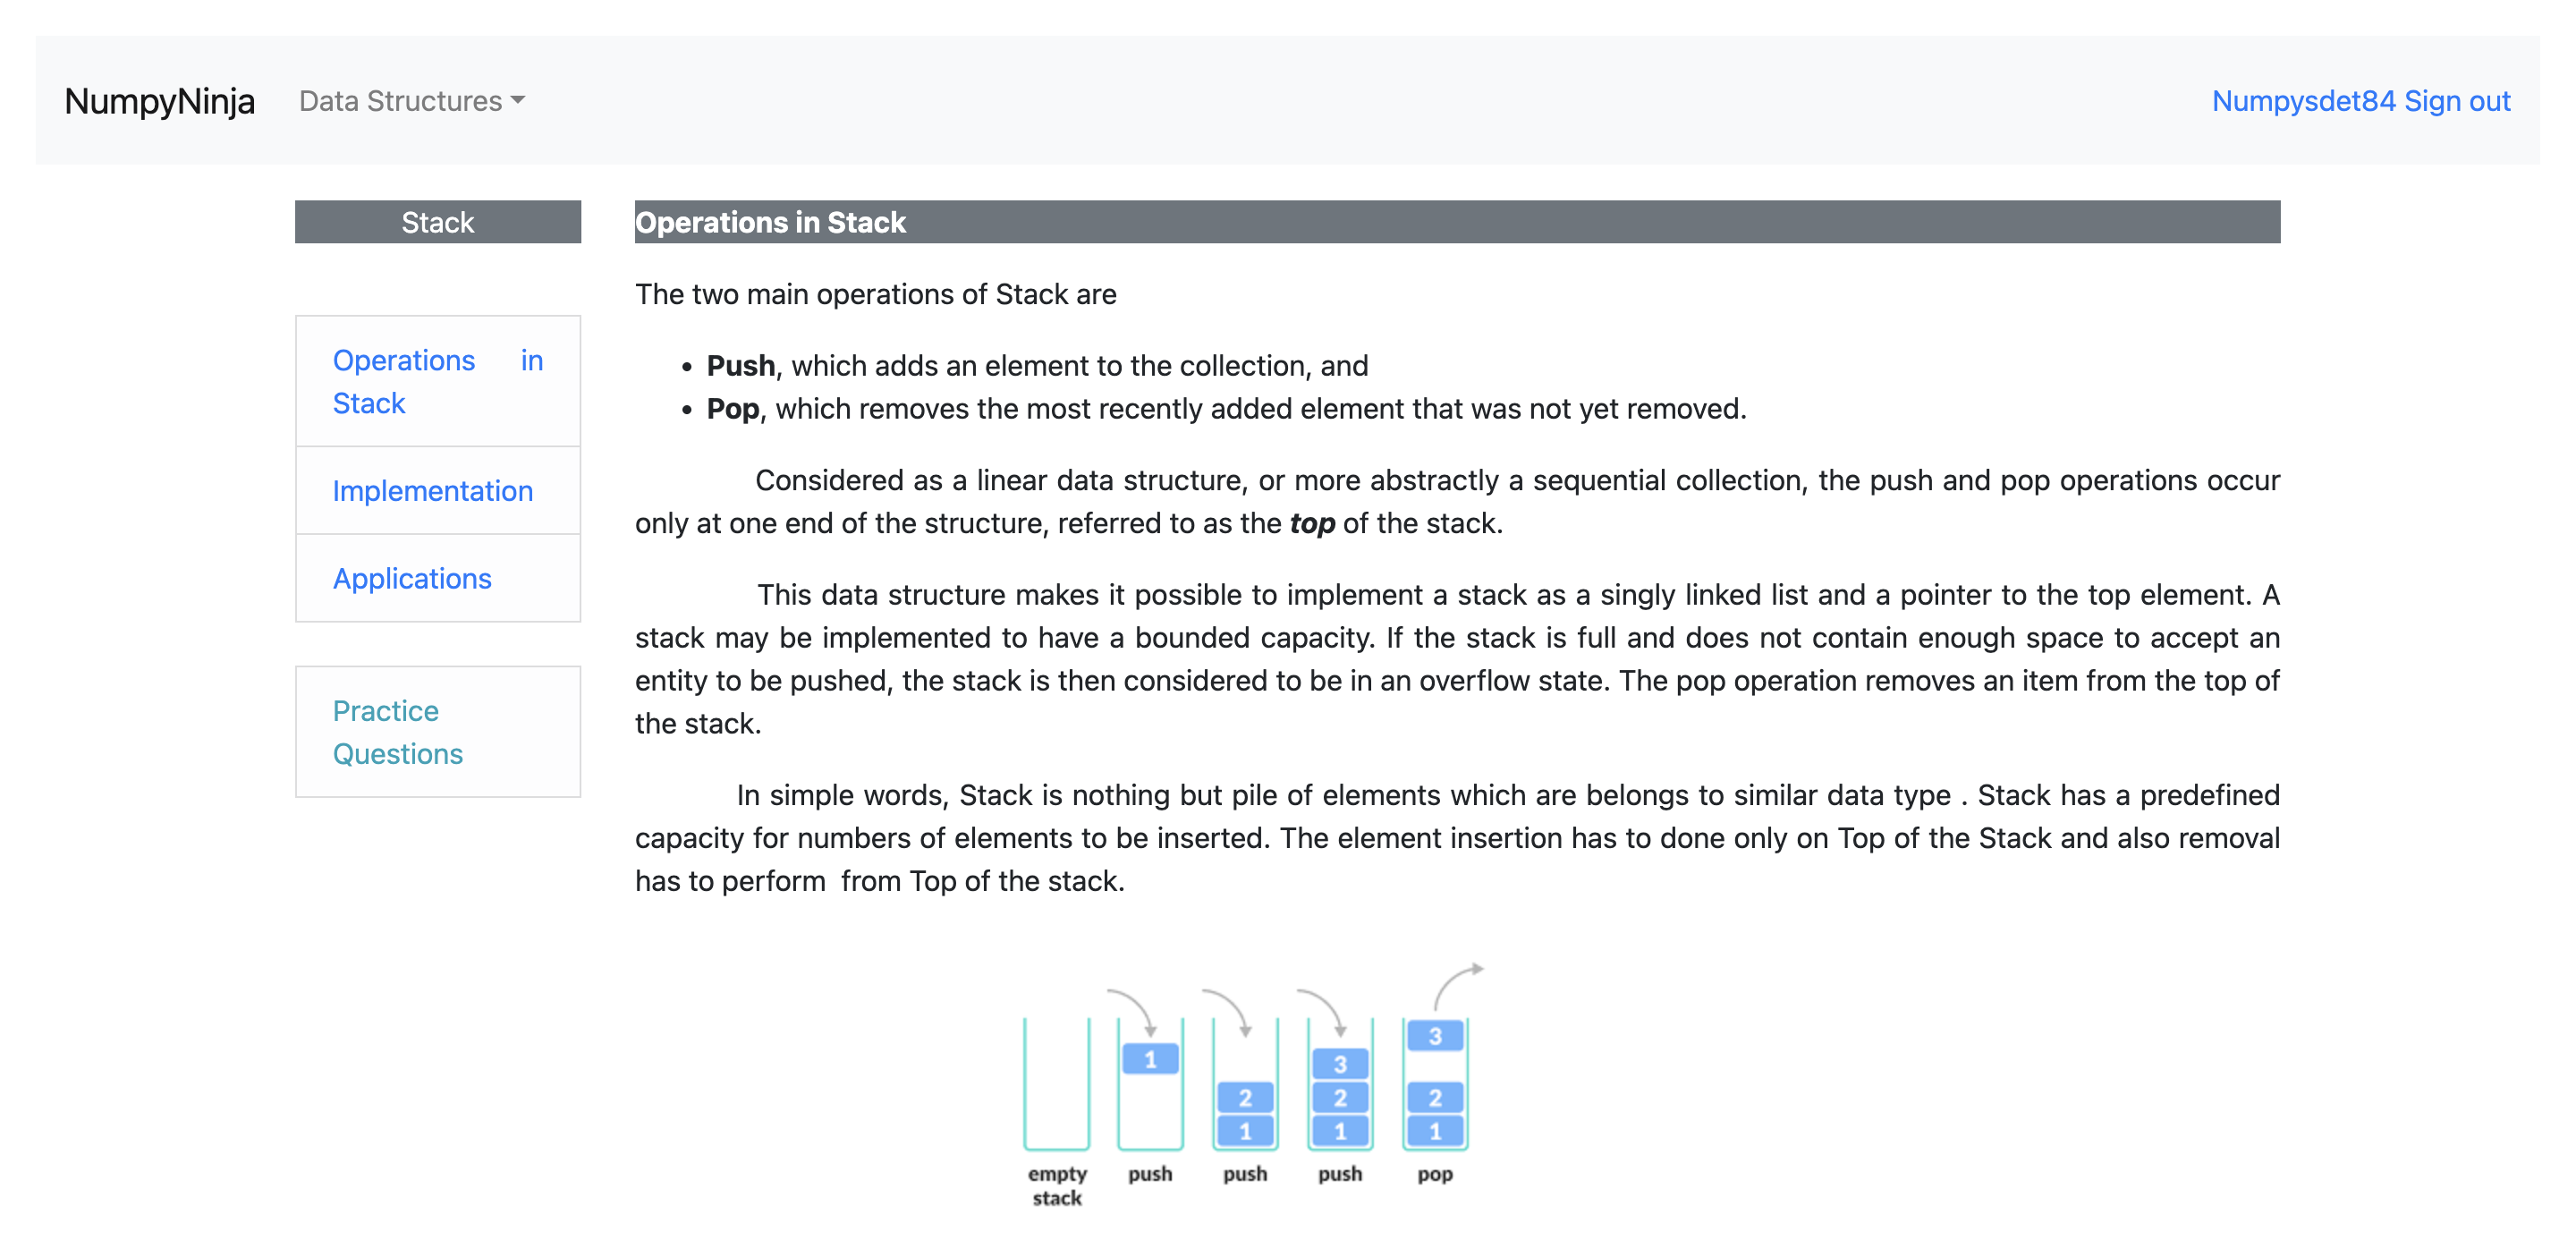 NumpyNinja Data Structures Numpysdet84 Sign out
Stack
Operations in
Stack
Implementation
Applications
Practice
Questions
Operations in Stack
The two main operations of Stack are
• Push, which adds an element to the collection, and
• Pop, which removes the most recently added element that was not yet removed.
Considered as a linear data structure, or more abstractly a sequential collection, the push and pop operations occur
only at one end of the structure, referred to as the top of the stack.
This data structure makes it possible to implement a stack as a singly linked list and a pointer to the top element. A
stack may be implemented to have a bounded capacity. If the stack is full and does not contain enough space to accept an
entity to be pushed, the stack is then considered to be in an overflow state. The pop operation removes an item from the top of
the stack.
In simple words, Stack is nothing but pile of elements which are belongs to similar data type . Stack has a predefined
capacity for numbers of elements to be inserted. The element insertion has to done only on Top of the Stack and also removal
has to perform  from Top of the stack.
3
1 3
2 2 2
1 1 1
empty push push push pop
stack